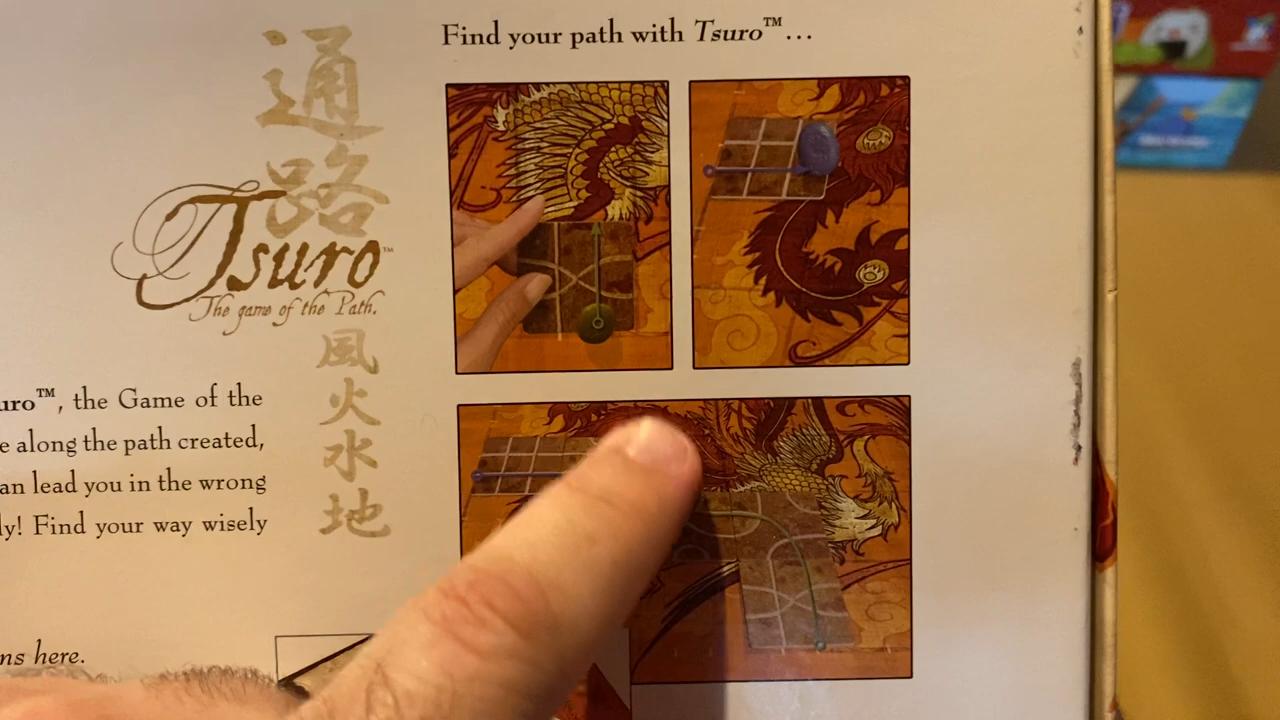 Find your path with Tsuro™...
通
路
Tsuro™
The game of the Path.
風
火
水
地
uro™, the Game of the
e along the path created,
an lead you in the wrong
ly! Find your way wisely
ns here.